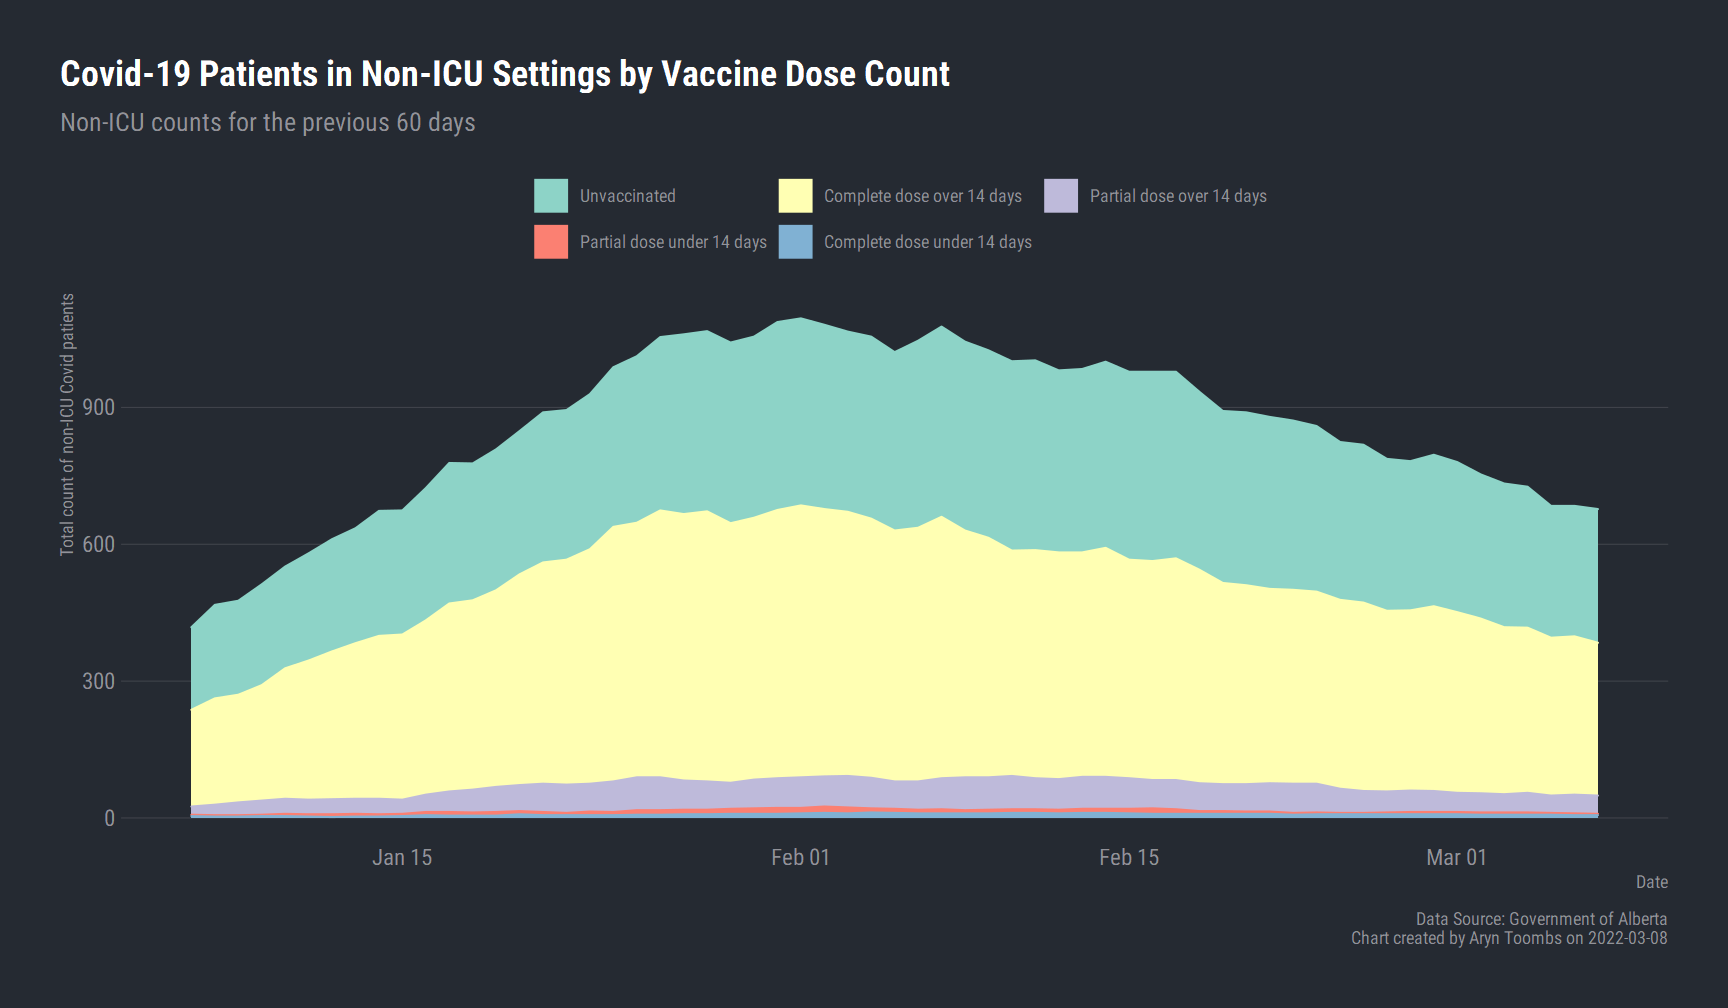 Covid-19 Patients in Non-ICU Settings by Vaccine Dose Count
Non-ICU counts for the previous 60 days
Unvaccinated
Complete dose over 14 days
Partial dose over 14 days
Partial dose under 14 days
Complete dose under 14 days
Total count of non-ICU Covid patients
900
600
300
0
Jan 15
Feb 01
Feb 15
Mar 01
Date
Data Source: Government of Alberta
Chart created by Aryn Toombs on 2022-03-08